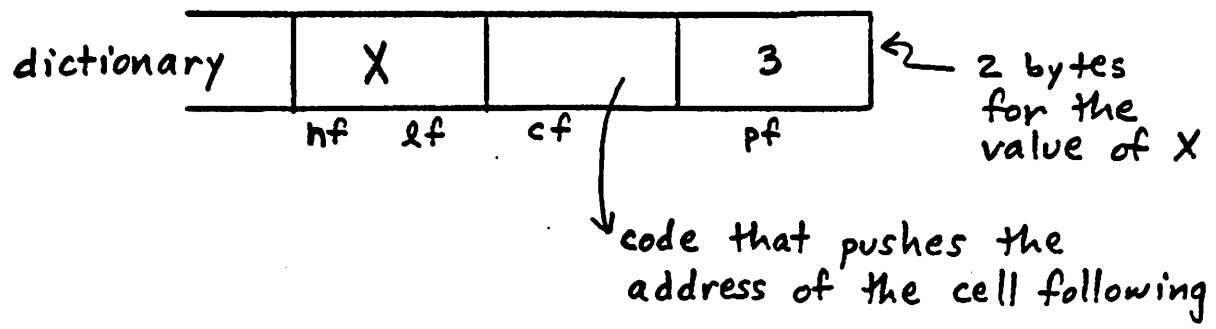 dictionary
X
3
2 bytes
for the
value of X
nf lf cf pf
code that pushes the
address of the cell following